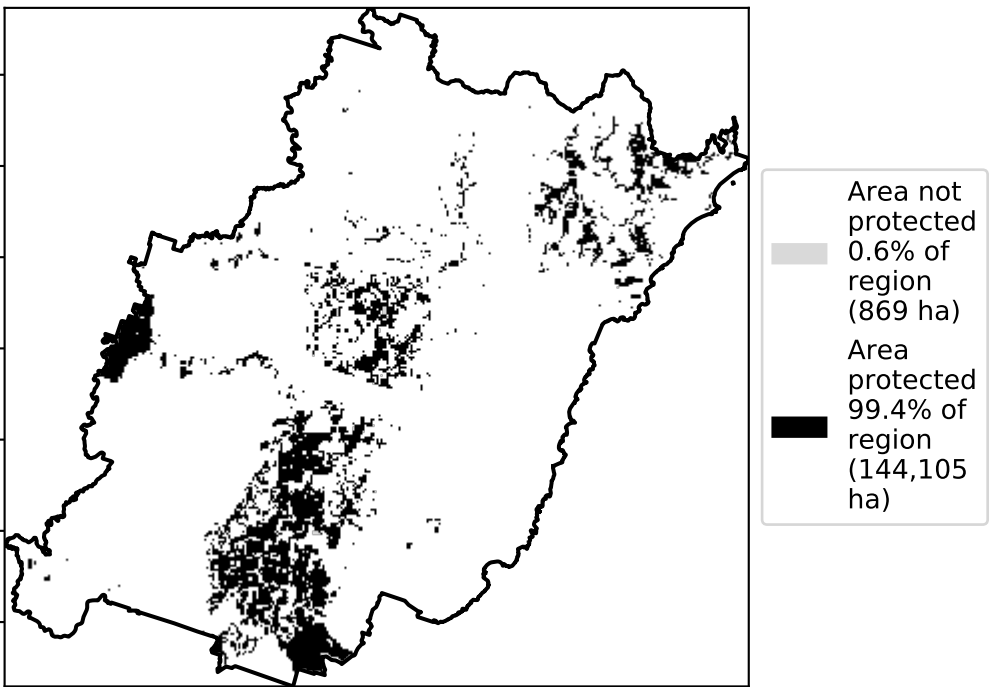 Area not
protected
0.6% of
region
(869 ha)
Area
protected
99.4% of
region
(144,105
ha)